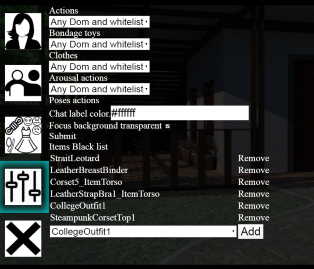 Actions
Any Dom and whitelist
Bondage toys
Any Dom and whitelist
Clothes
Any Dom and whitelist
Arousal actions
Any Dom and whitelist
Poses actions
Chat label color.#ffffff
Focus background transparent
Submit
Items Black list
StraitLeotard Remove
LeatherBreastBinder Remove
Corset5_ItemTorso Remove
LeatherStrapBra1_ItemTorso Remove
CollegeOutfit1 Remove
SteampunkCorsetTop1 Remove
CollegeOutfit1 Add